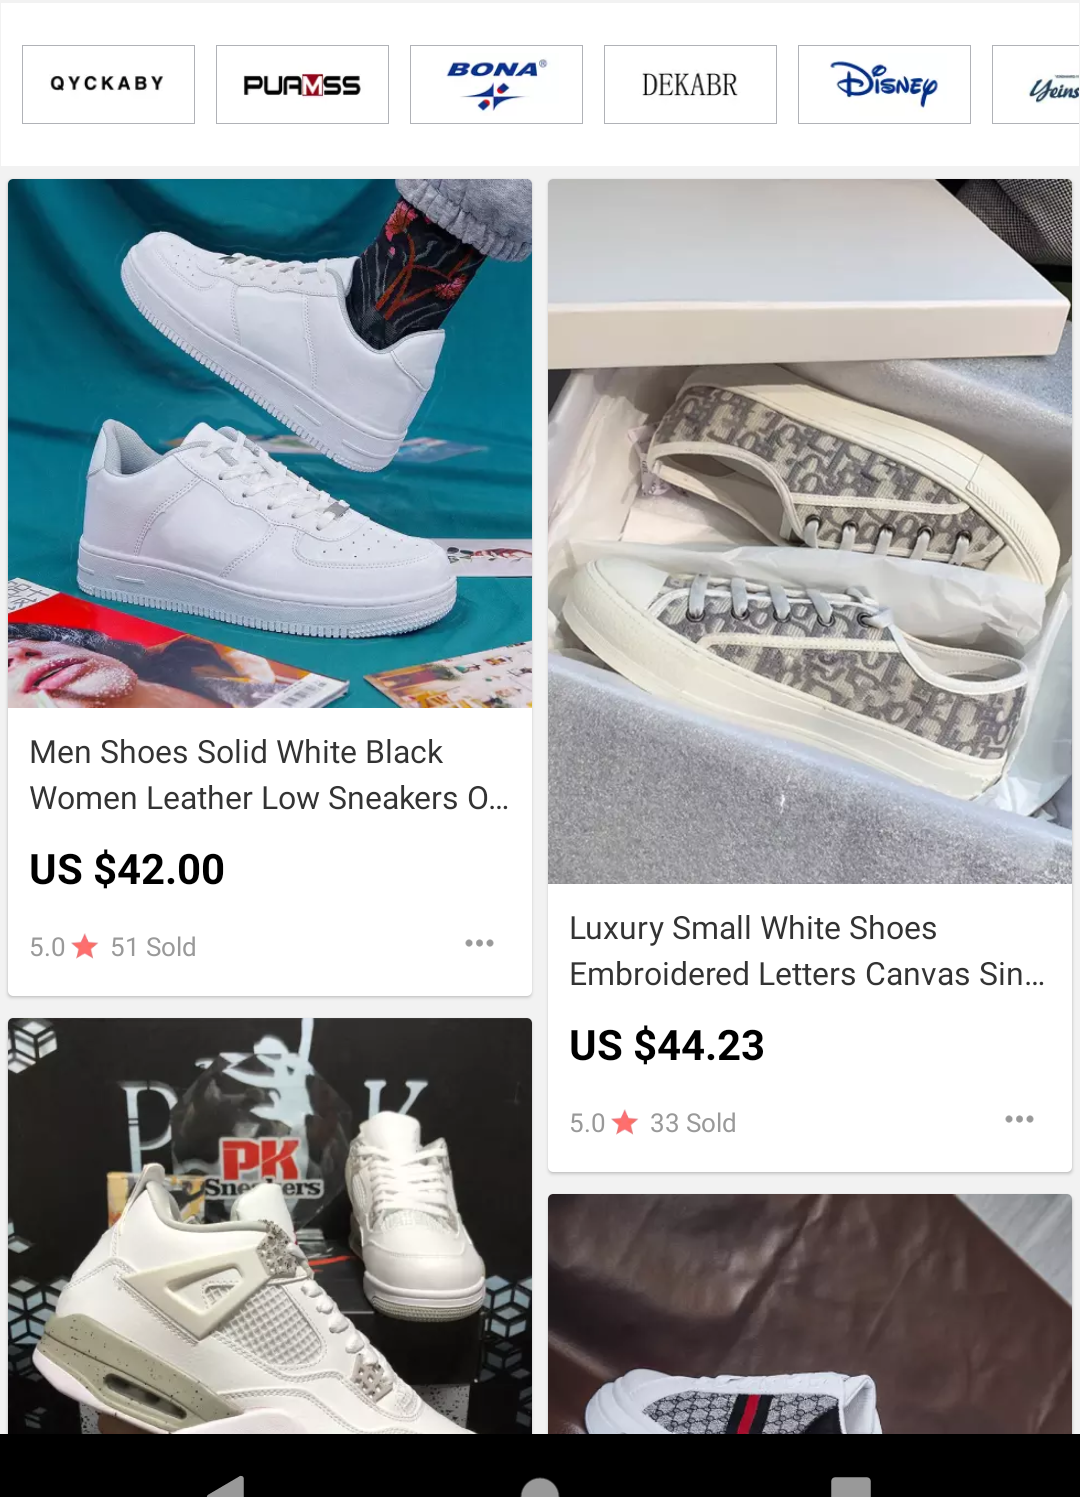 QYCKABY
PUAMSS
BONA®
DEKABR
Disney
Yeins
Men Shoes Solid White Black
Women Leather Low Sneakers O...
US $42.00
5.0 51 Sold
Luxury Small White Shoes
Embroidered Letters Canvas Sin...
US $44.23
5.0 33 Sold
P K
PK
Sneakers